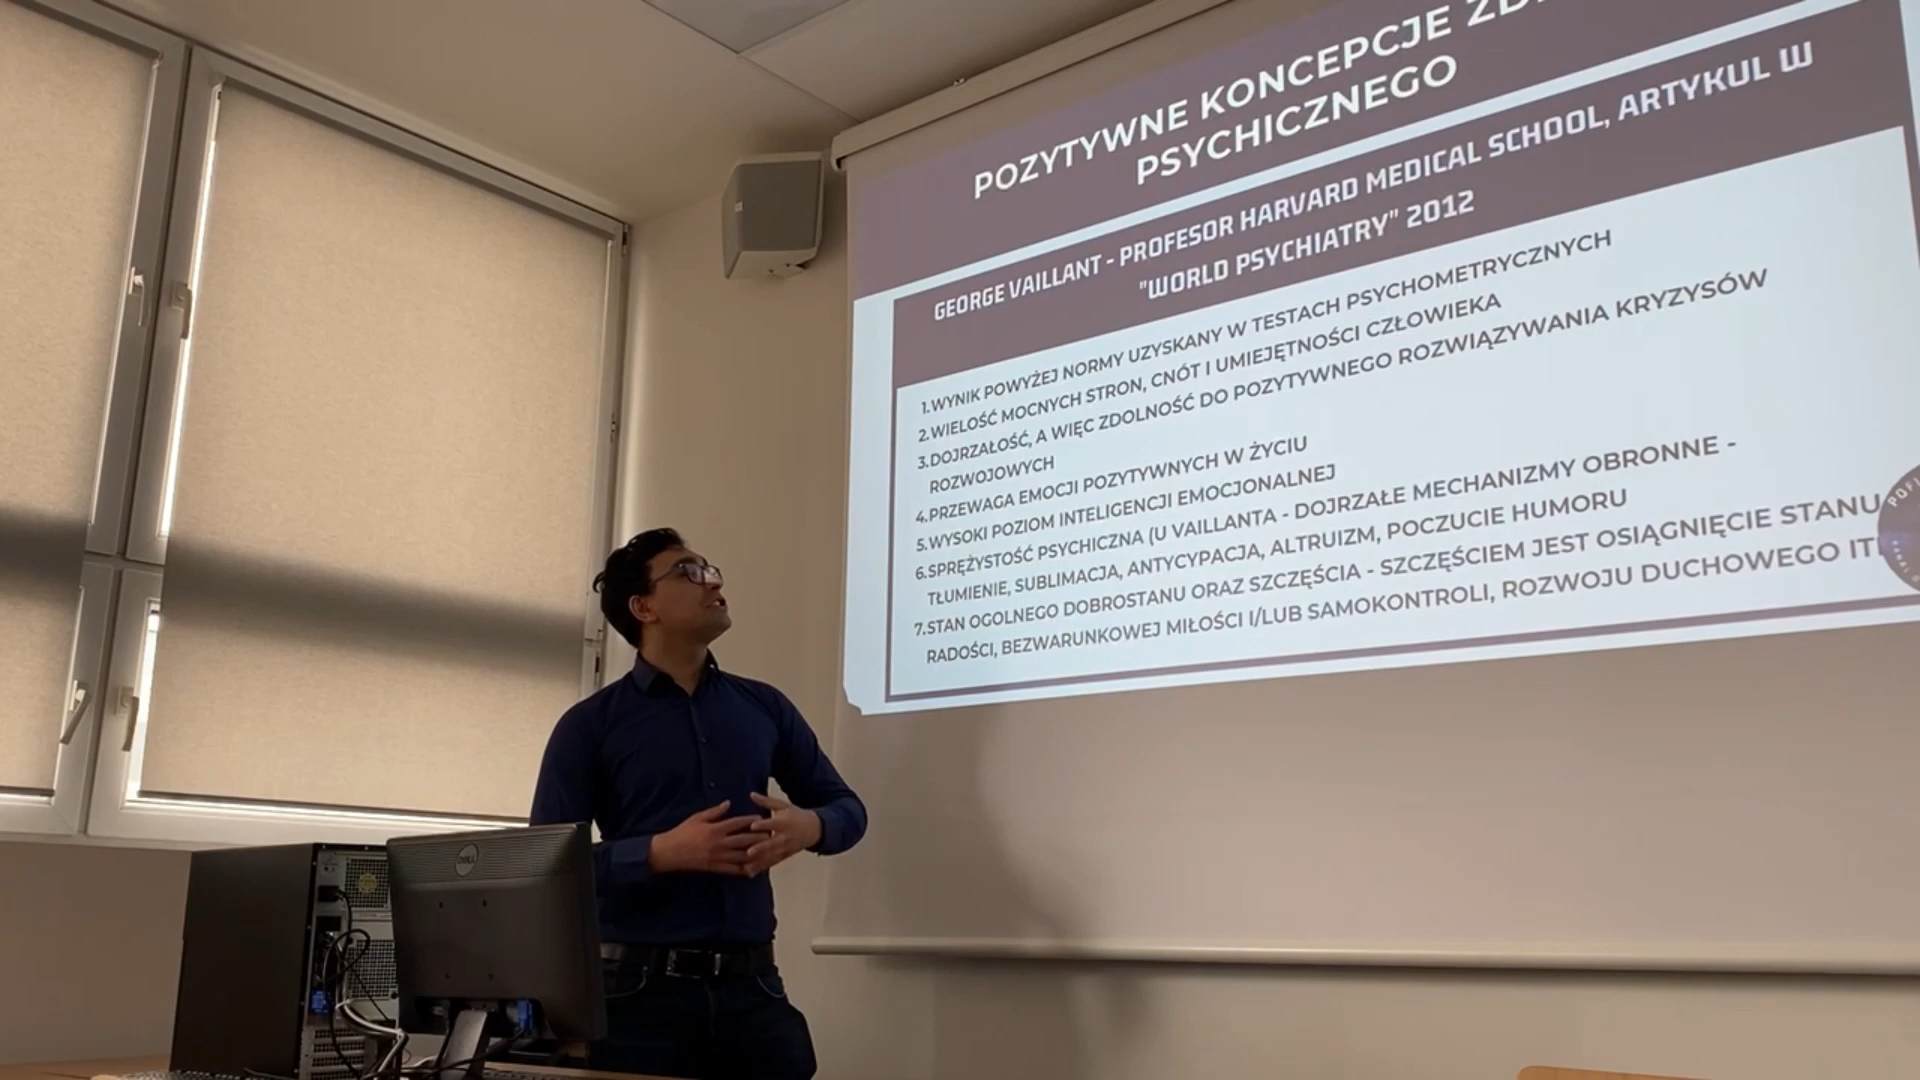 POZYTYWNE KONCEPCJE
PSYCHICZNEGO
GEORGE VAILLANT - PROFESOR HARVARD MEDICAL SCHOOL, ARTYKUL W
"WORLD PSYCHIATRY" 2012
1.WYNIK POWYŻEJ NORMY UZYSKANY W TESTACH PSYCHOMETRYCZNYCH
2.WIELOŚĆ MOCNYCH STRON, CNÓT I UMIEJĘTNOŚCI CZŁOWIEKA
3.DOJRZAŁOŚĆ, A WIĘC ZDOLNOŚĆ DO POZYTYWNEGO ROZWIĄZYWANIA KRYZYSÓW
ROZWOJOWYCH
4.PRZEWAGA EMOCJI POZYTYWNYCH W ŻYCIU
5.WYSOKI POZIOM INTELIGENCJI EMOCJONALNEJ
6.SPRĘŻYSTOŚĆ PSYCHICZNA (U VAILLANTA - DOJRZAŁE MECHANIZMY OBRONNE -
TŁUMIENIE, SUBLIMACJA, ANTYCYPACJA, ALTRUIZM, POCZUCIE HUMORU
7.STAN OGOLNEGO DOBROSTANU ORAZ SZCZĘŚCIA - SZCZĘŚCIEM JEST OSIĄGNIĘCIE STANU
RADOŚCI, BEZWARUNKOWEJ MIŁOŚCI I/LUB SAMOKONTROLI, ROZWOJU DUCHOWEGO
DELL